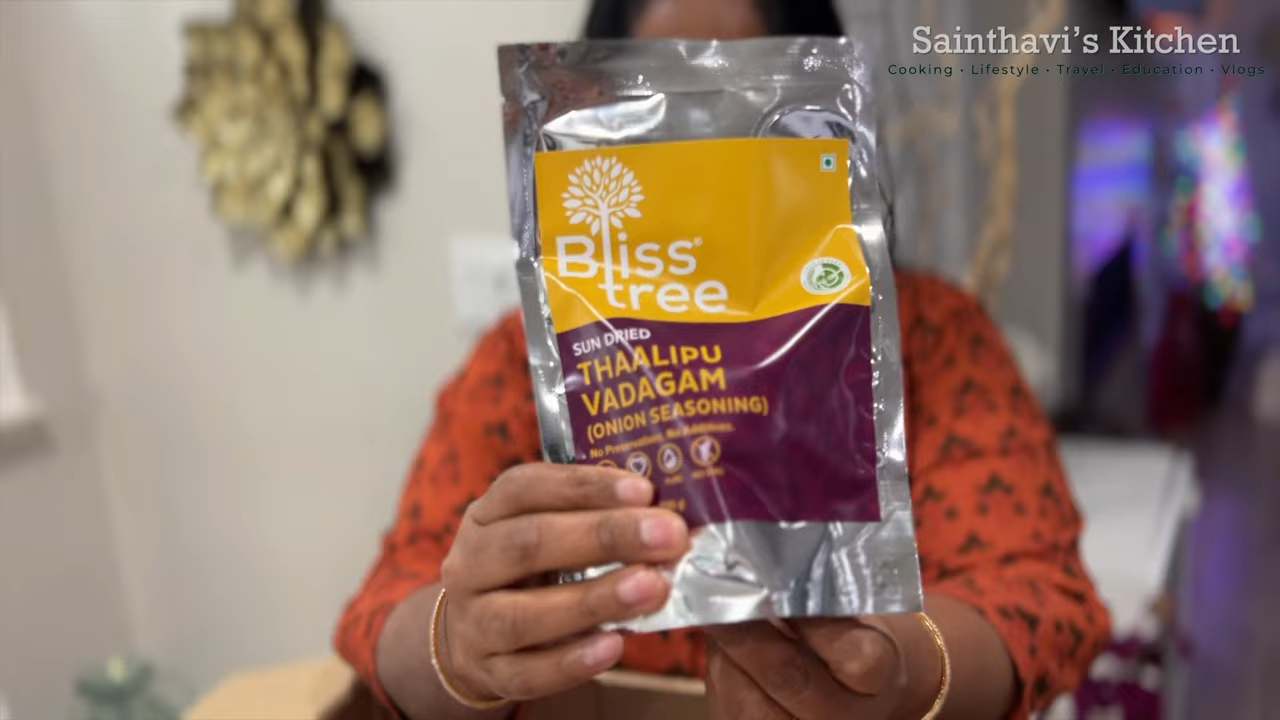 Sainthavi's Kitchen
Cooking • Lifestyle • Travel • Education • Vlogs
Bliss®
tree
SUN DRIED
THAALIPU
VADAGAM
(ONION SEASONING)
No Preservatives, No Additives.